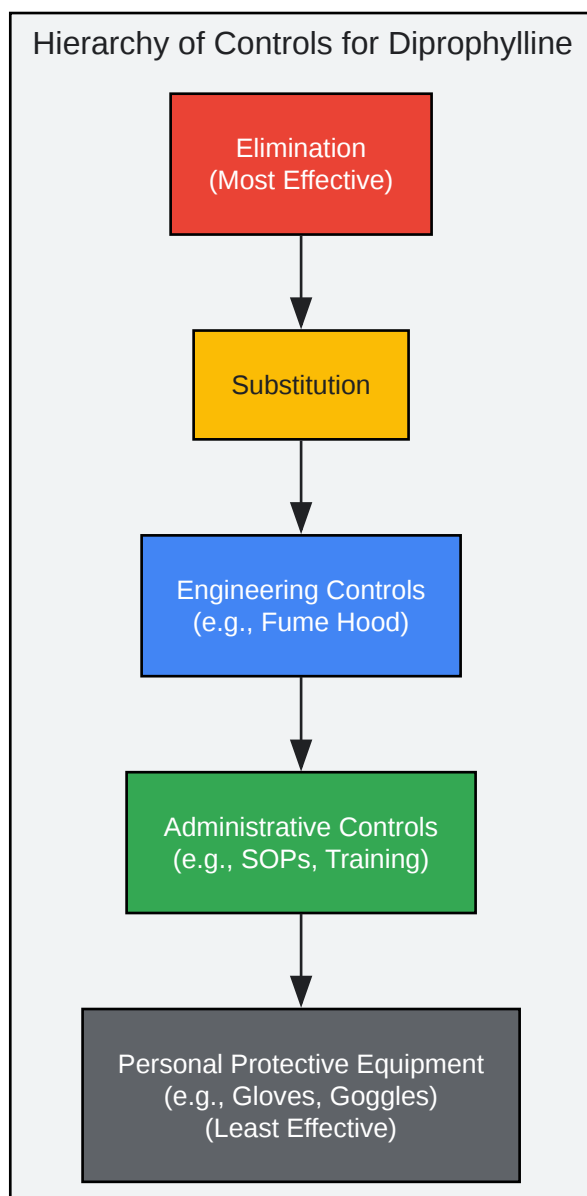 Hierarchy of Controls for Diprophylline
Elimination
(Most Effective)
Substitution
Engineering Controls
(e.g., Fume Hood)
Administrative Controls
(e.g., SOPs, Training)
Personal Protective Equipment
(e.g., Gloves, Goggles)
(Least Effective)